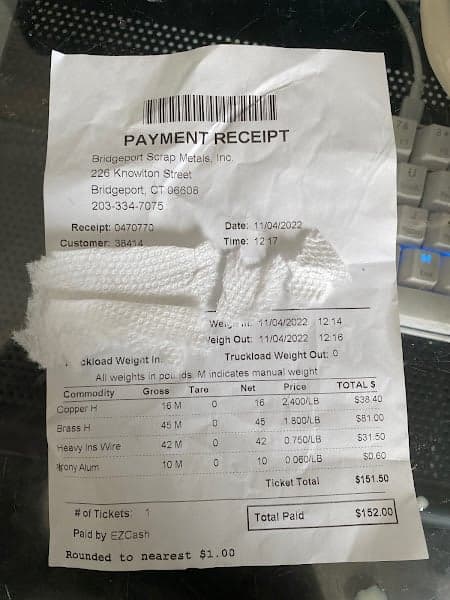 PAYMENT RECEIPT
Bridgeport Scrap Metals, Inc.
226 Knowlton Street
Bridgeport, CT 06608
203-334-7075
Receipt: 0470770 Date: 11/04/2022
Customer: 38414 Time: 12:17
11/04/2022 12:14
eigh Out: 11/04/2022 12:16
ckload Weight In: Truckload Weight Out: 0
All weights in pounds. M indicates manual weight
Commodity Gross Tare Net Price TOTAL $
Copper H 16 M 0 16 2.400/LB $38.40
Brass H 45 M 0 45 1.800/LB $81.00
Heavy Ins Wire 42 M 0 42 0.750/LB $31.50
Irony Alum 10 M 0 10 0.060/LB $0.60
Ticket Total $151.50
# of Tickets: 1 Total Paid $152.00
Paid by EZCash
Rounded to nearest $1.00